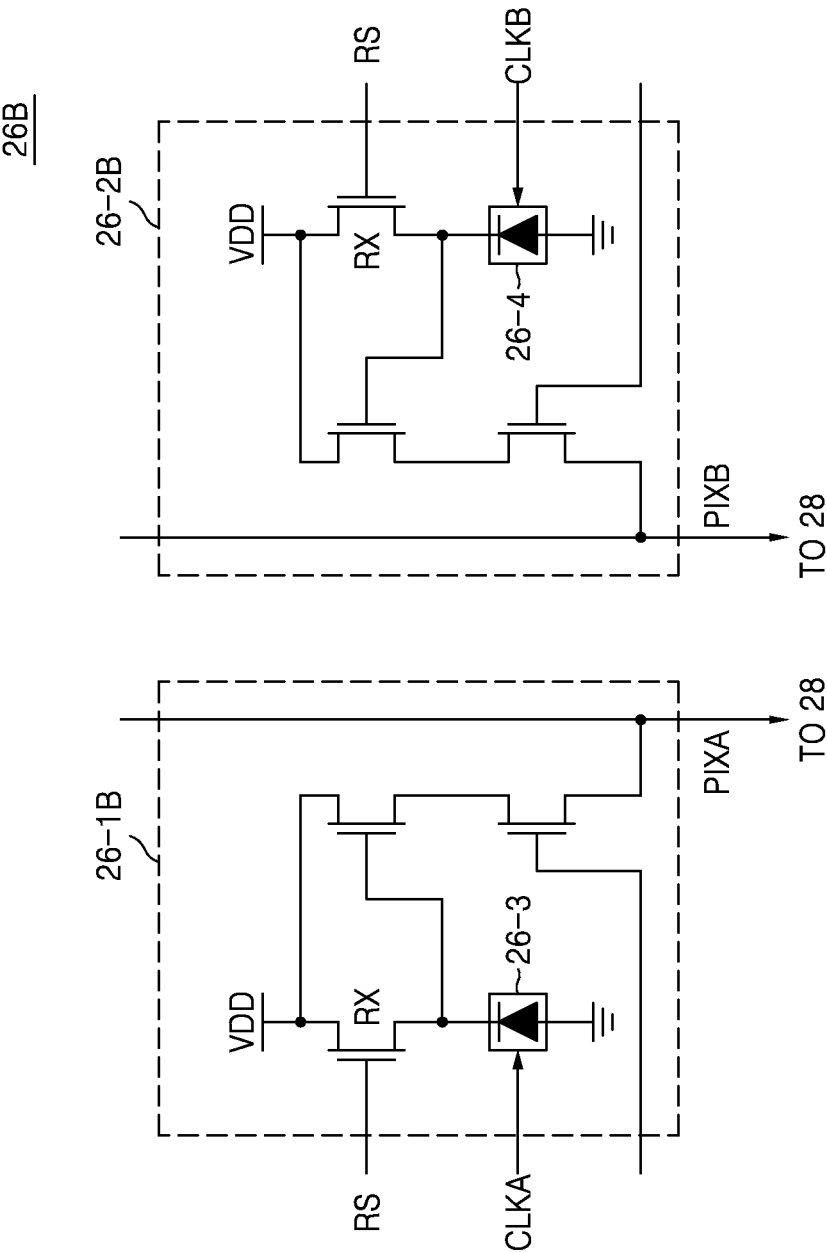 26B
26-1B
26-2B
VDD
VDD
RS
RX
RX
RS
CLKA
26-3
26-4
CLKB
PIXA
PIXB
TO 28
TO 28